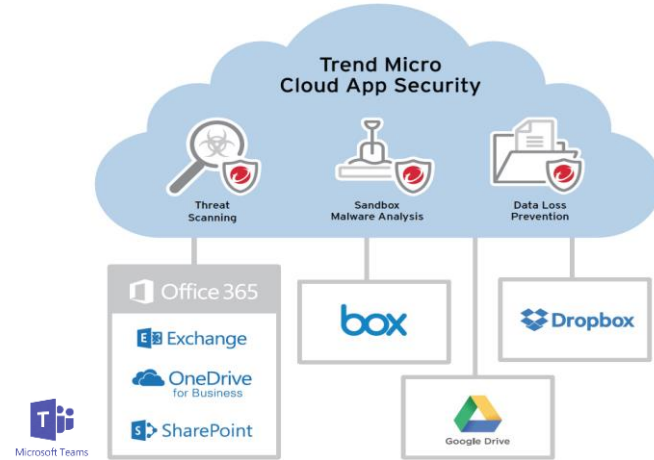 Trend Micro
Cloud App Security
Threat
Scanning
Sandbox
Malware Analysis
Data Loss
Prevention
Office 365
E Exchange
OneDrive
for Business
S SharePoint
box
Dropbox
Google Drive
T
Microsoft Teams